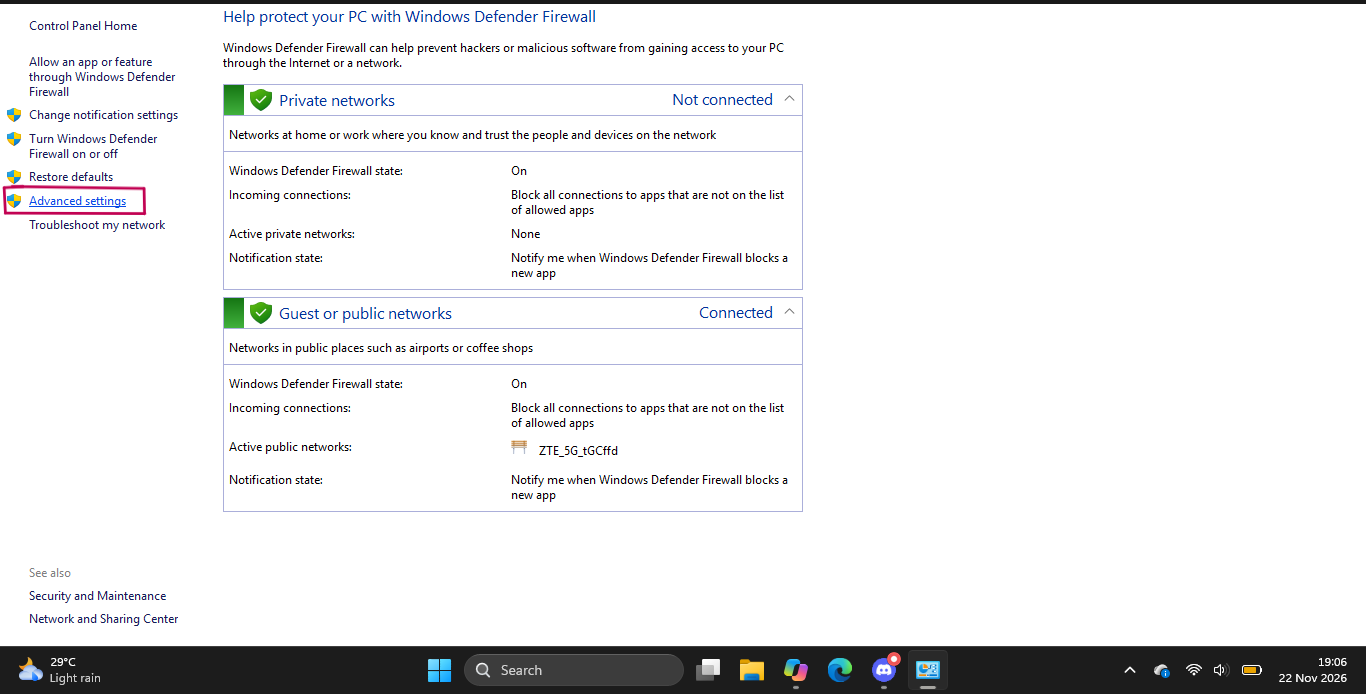 Control Panel Home
Allow an app or feature
through Windows Defender
Firewall
Change notification settings
Turn Windows Defender
Firewall on or off
Restore defaults
Advanced settings
Troubleshoot my network
See also
Security and Maintenance
Network and Sharing Center
Help protect your PC with Windows Defender Firewall
Windows Defender Firewall can help prevent hackers or malicious software from gaining access to your PC
through the Internet or a network.
Private networks Not connected
Networks at home or work where you know and trust the people and devices on the network
Windows Defender Firewall state: On
Incoming connections: Block all connections to apps that are not on the list
of allowed apps
Active private networks: None
Notification state: Notify me when Windows Defender Firewall blocks a
new app
Guest or public networks Connected
Networks in public places such as airports or coffee shops
Windows Defender Firewall state: On
Incoming connections: Block all connections to apps that are not on the list
of allowed apps
Active public networks: ZTE_5G_tGCffd
Notification state: Notify me when Windows Defender Firewall blocks a
new app
29°C
Light rain
Search
19:06
22 Nov 2026